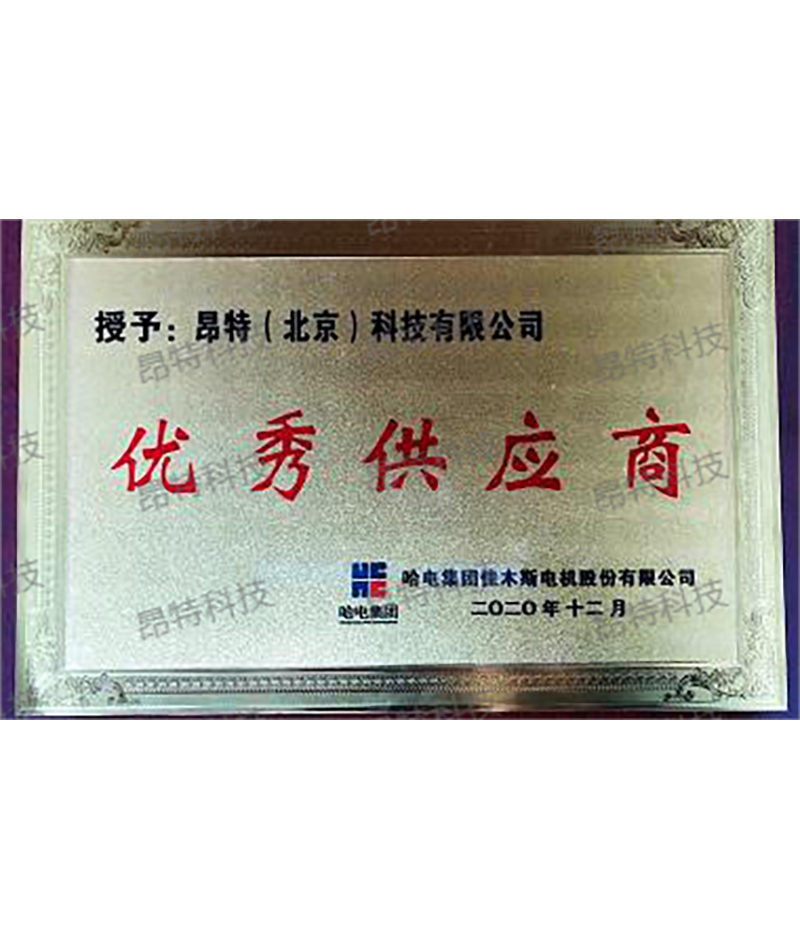 授予：昂特（北京）科技有限公司
优秀供应商
哈电集团
哈电集团佳木斯电机股份有限公司
二〇二〇年十二月
昂特科技